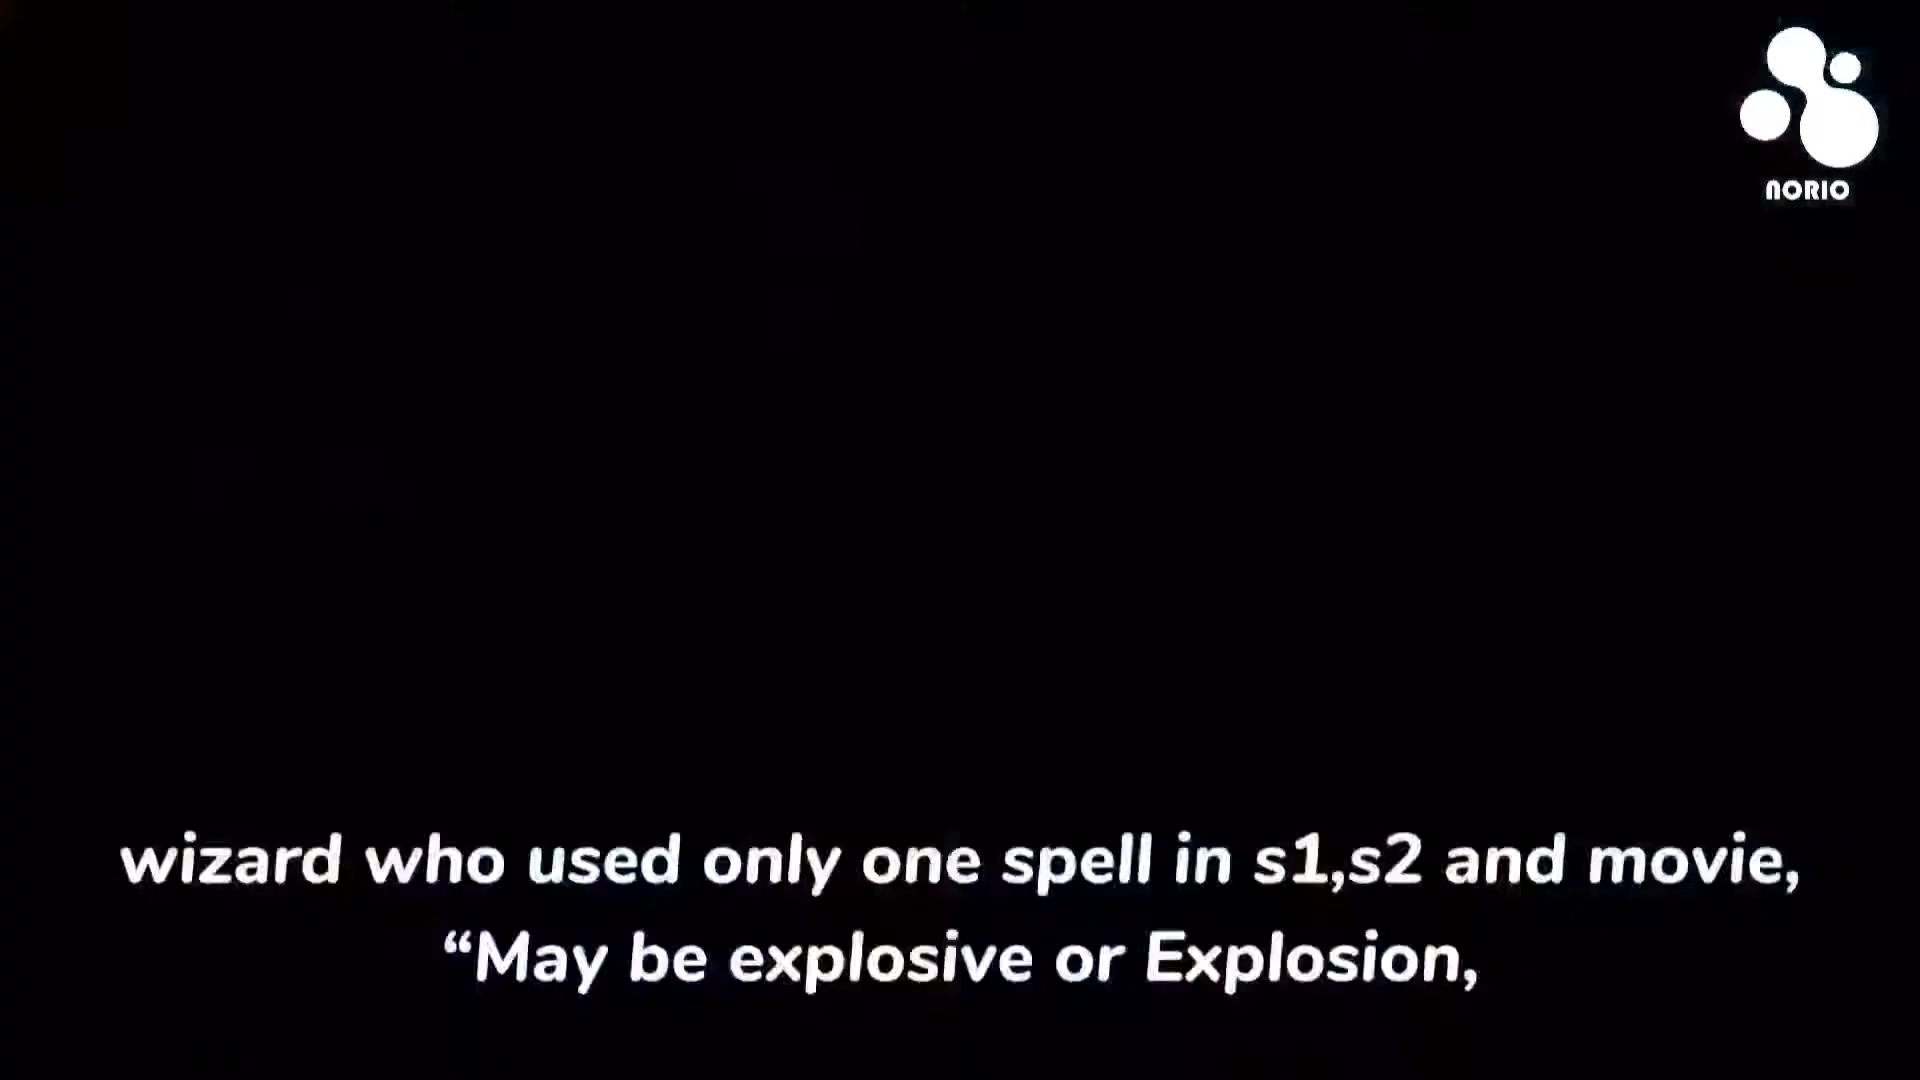 NORIO
wizard who used only one spell in s1,s2 and movie,
“May be explosive or Explosion,